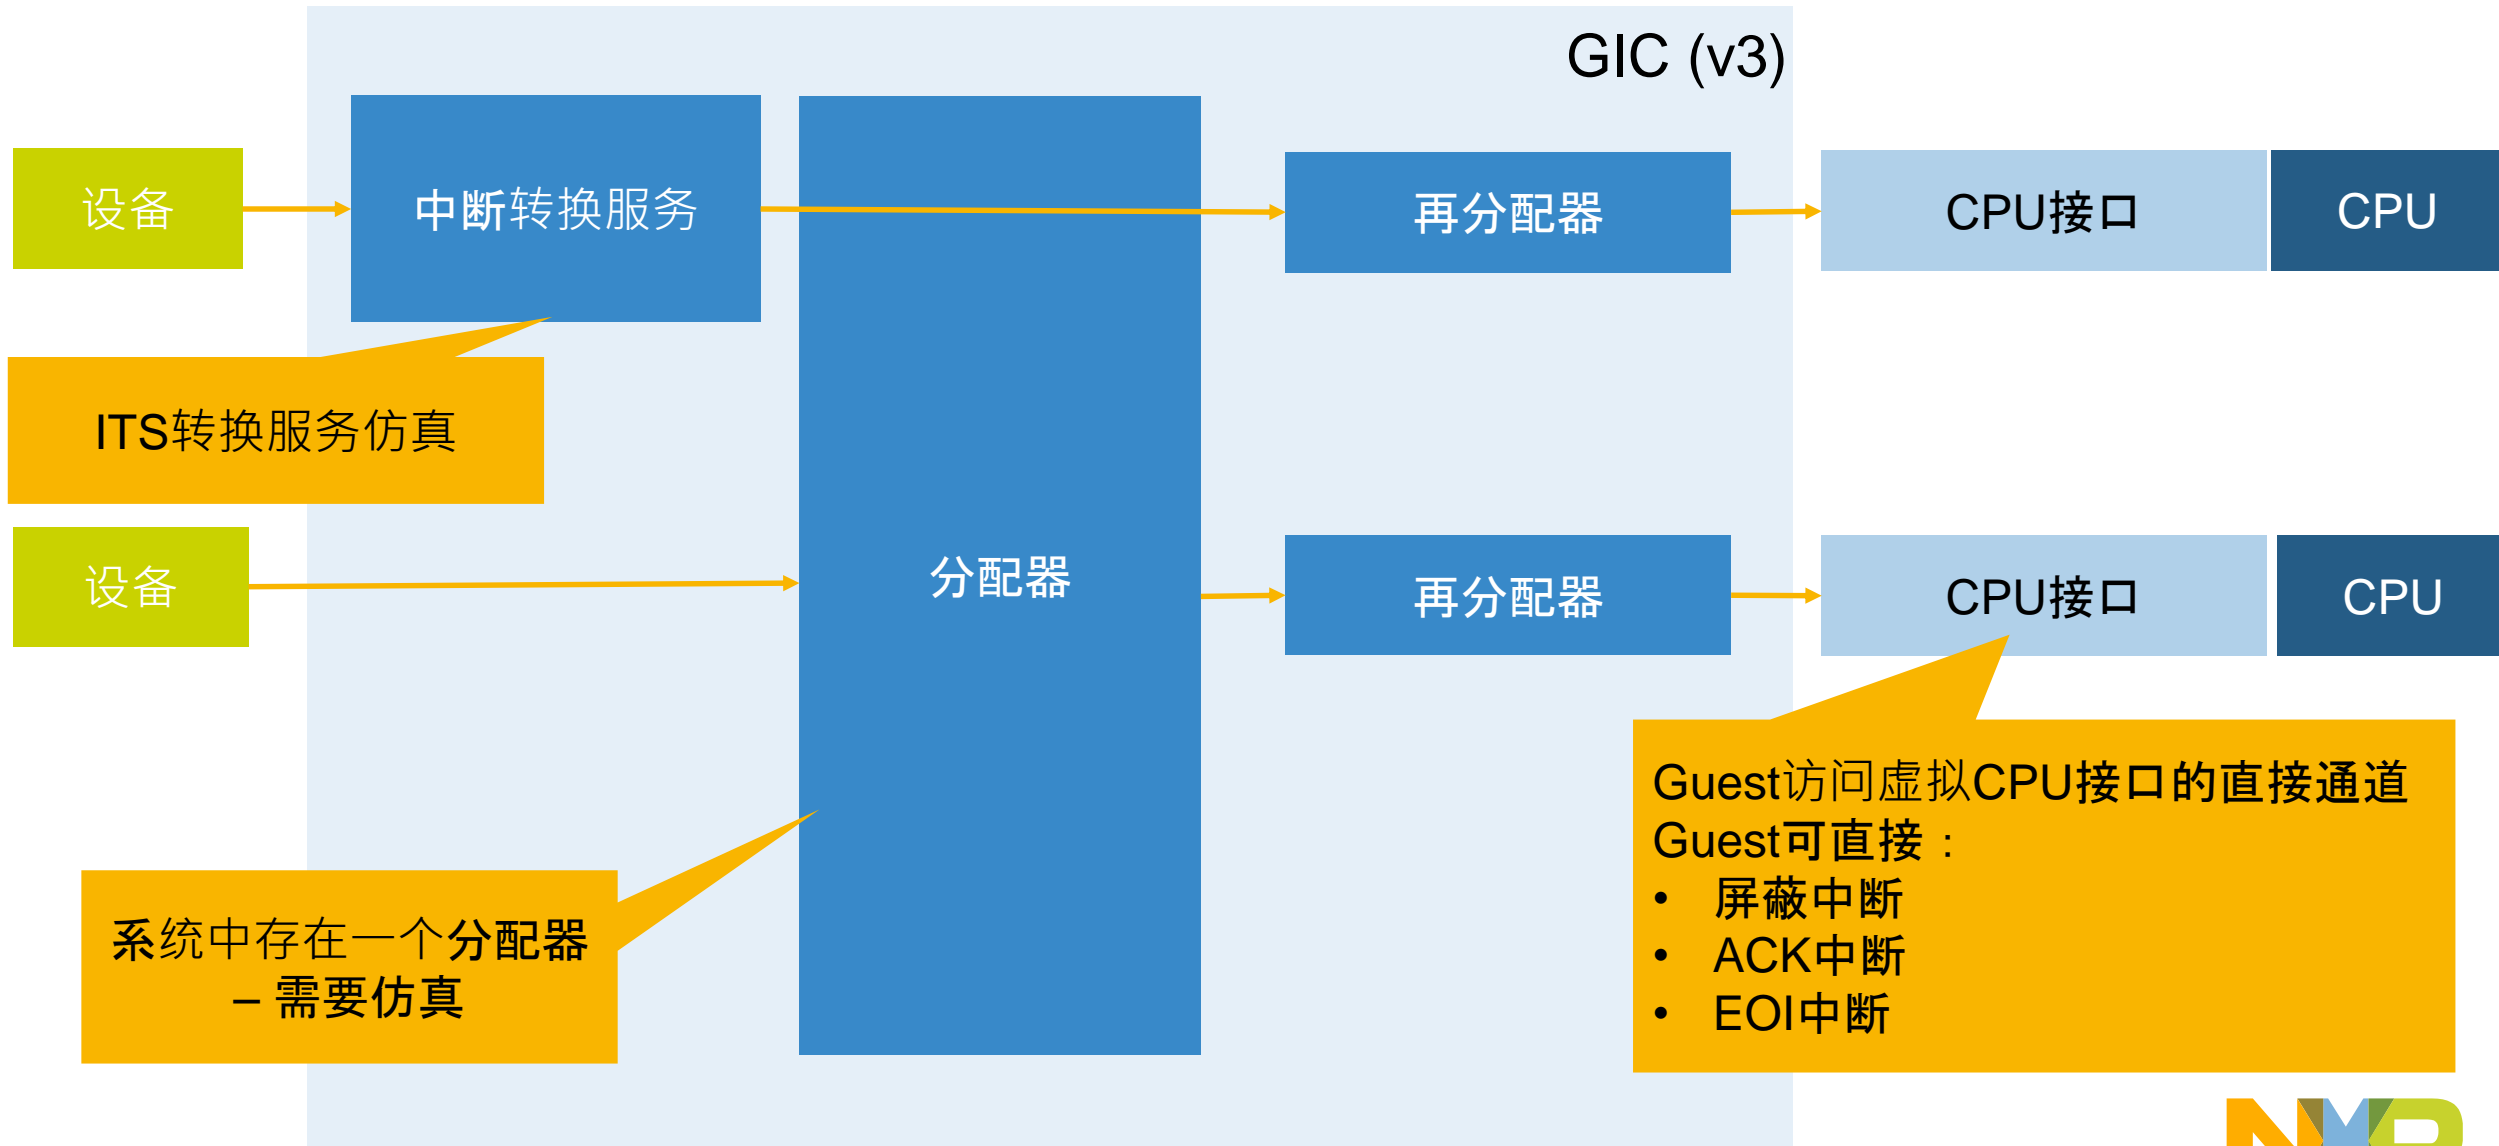 GIC (v3)
设备
中断转换服务
再分配器
CPU接口
CPU
ITS转换服务仿真
设备
分配器
再分配器
CPU接口
CPU
Guest访问虚拟CPU接口的直接通道
Guest可直接：
• 屏蔽中断
• ACK中断
• EOI中断
系统中存在一个分配器
– 需要仿真